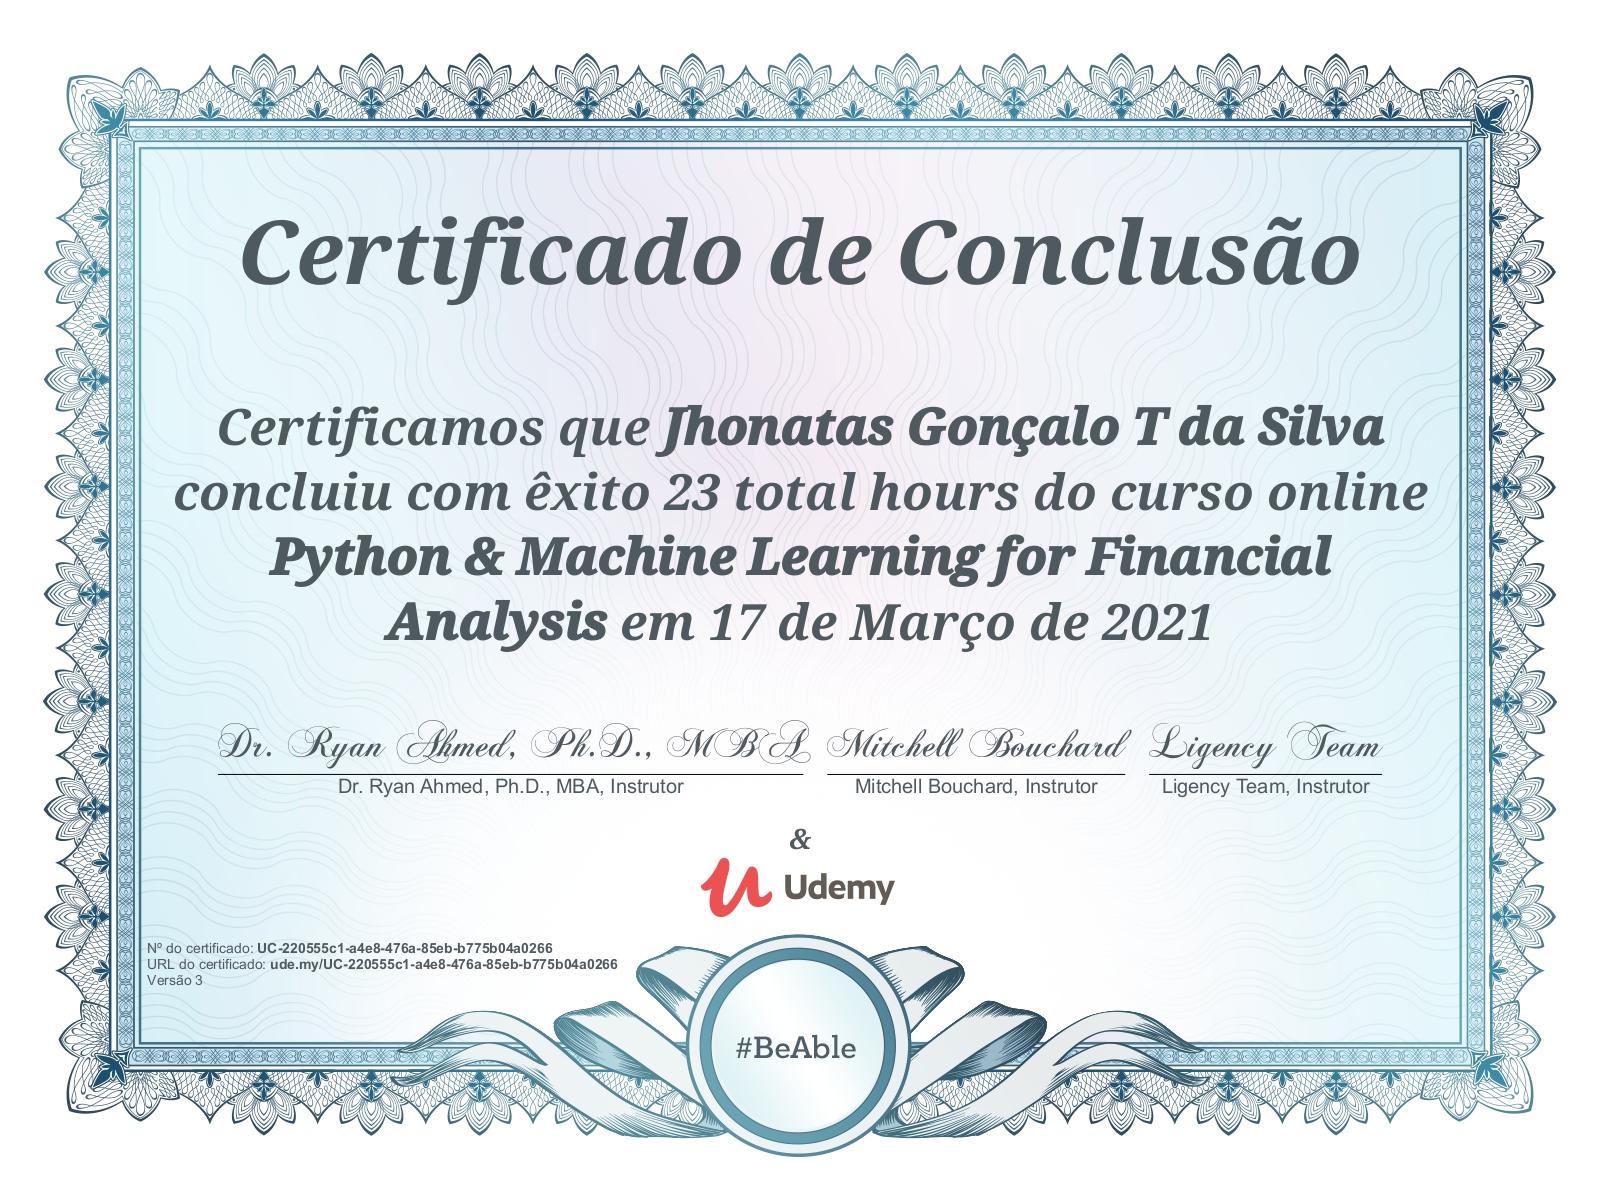 Certificado de Conclusão
Certificamos que Jhonatas Gonçalo T da Silva
concluiu com êxito 23 total hours do curso online
Python & Machine Learning for Financial
Analysis em 17 de Março de 2021
Dr. Ryan Ahmed, Ph.D., MBA Mitchell Bouchard Ligency Team
Dr. Ryan Ahmed, Ph.D., MBA, Instrutor Mitchell Bouchard, Instrutor Ligency Team, Instrutor
&
Udemy
Nº do certificado: UC-220555c1-a4e8-476a-85eb-b775b04a0266
URL do certificado: ude.my/UC-220555c1-a4e8-476a-85eb-b775b04a0266
Versão 3
#BeAble